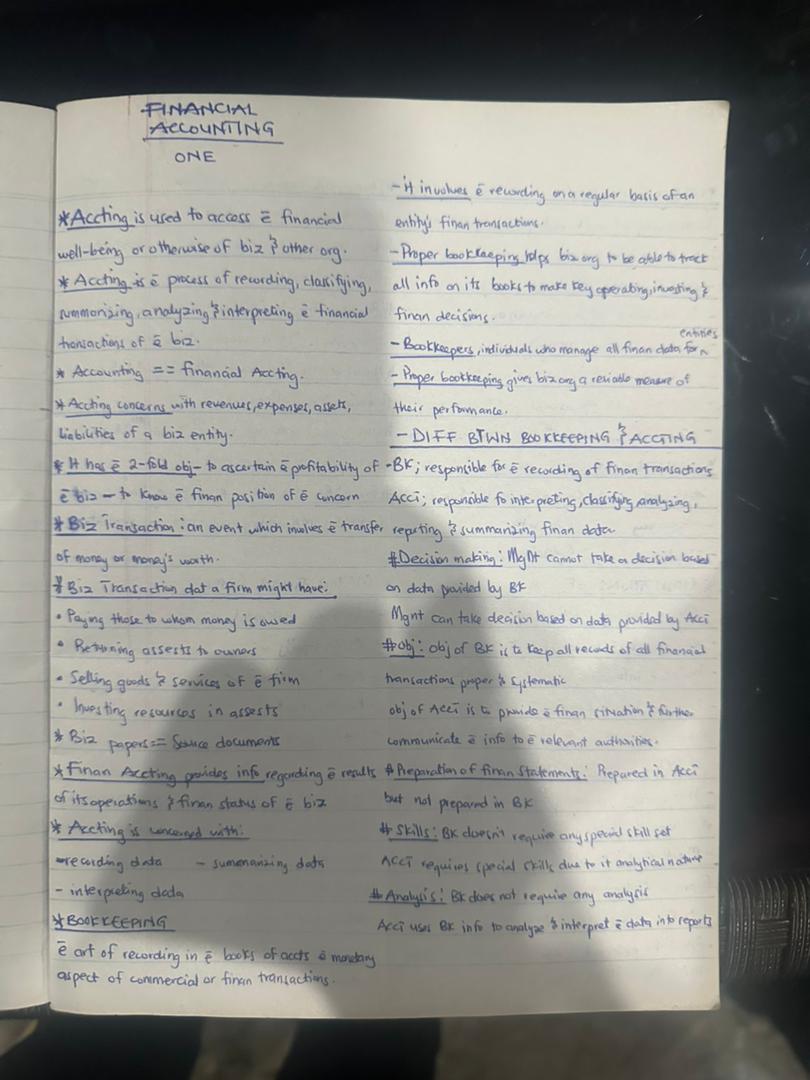 FINANCIAL
ACCOUNTING
ONE
*Accting is used to access ē financial
well-being or otherwise of biz & other org.
* Accting is ē process of recording, classifying,
summarizing, analyzing & interpreting ē financial
transactions of ē biz.
* Accounting == financial Accting.
* Accting concerns with revenues, expenses, assets,
liabilities of a biz entity.
* It has ē 2-fold obj- to ascertain ē profitability of
ē biz - to know ē finan position of ē concern
* Biz Transaction : an event which involves ē transfer
of money or money's worth.
* Biz Transaction dat a firm might have:
• Paying those to whom money is owed
• Returning assests to owners
• Selling goods & services of ē firm
• Investing resources in assests
* Biz papers == Source documents
* Finan Accting provides info regarding ē results
of its operations & finan status of ē biz
* Accting is concerned with:
- recording data - summarizing data
- interpreting data
* BOOKKEEPING
ē art of recording in ē books of accts ē monetary
aspect of commercial or finan transactions.
- it involves ē recording on a regular basis of an
entity's finan transactions.
- Proper bookkeeping helps biz org to be able to track
all info on its books to make key operating, investing &
finan decisions.
- Bookkeepers, individuals who manage all finan data for entities
- Proper bookkeeping gives biz org a reliable measure of
their performance.
- DIFF BTWN BOOKKEEPING & ACCTING
-BK; responsible for ē recording of finan transactions
Accī; responsible fo interpreting, classifying, analyzing,
reporting & summarizing finan data
#Decision making: Mgnt cannot take a decision based
on data provided by BK
Mgnt can take decision based on data provided by Accī
#Obj: obj of BK is to keep all records of all financial
transactions proper & systematic
obj of Accī is to provide ē finan situation & further
communicate ē info to ē relevant authorities.
# Preparation of finan Statements: Prepared in Accī
but not prepared in BK
# Skills: BK doesn't require any special skill set
Accī requires special skills due to it analytical nature
# Analysis: BK does not require any analysis
Accī uses BK info to analyze & interpret ē data into reports